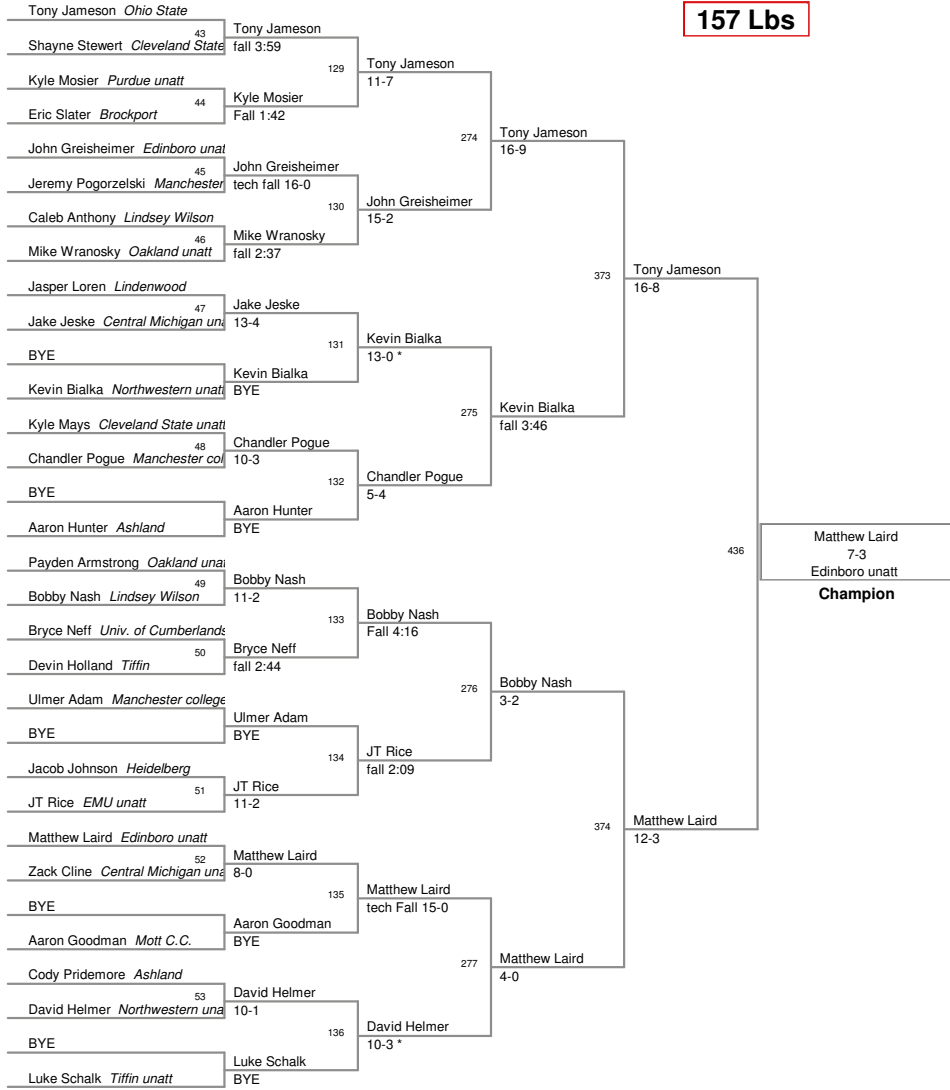 157 Lbs
Tony Jameson Ohio State
43
Shayne Stewert Cleveland State
Tony Jameson
fall 3:59
129
Kyle Mosier Purdue unatt
44
Eric Slater Brockport
Kyle Mosier
Fall 1:42
Tony Jameson
11-7
274
John Greisheimer Edinboro unat
45
Jeremy Pogorzelski Manchester
John Greisheimer
tech fall 16-0
130
Caleb Anthony Lindsey Wilson
46
Mike Wranosky Oakland unatt
Mike Wranosky
fall 2:37
John Greisheimer
15-2
Tony Jameson
16-9
373
Jasper Loren Lindenwood
47
Jake Jeske Central Michigan una
Jake Jeske
13-4
131
BYE
Kevin Bialka Northwestern unatt
Kevin Bialka
BYE
Kevin Bialka
13-0 *
275
Kyle Mays Cleveland State unatt
48
Chandler Pogue Manchester col
Chandler Pogue
10-3
132
BYE
Aaron Hunter Ashland
Aaron Hunter
BYE
Chandler Pogue
5-4
Kevin Bialka
fall 3:46
Tony Jameson
16-8
436
Payden Armstrong Oakland unat
49
Bobby Nash Lindsey Wilson
Bobby Nash
11-2
133
Bryce Neff Univ. of Cumberlands
50
Devin Holland Tiffin
Bryce Neff
fall 2:44
Bobby Nash
Fall 4:16
276
Ulmer Adam Manchester college
BYE
Ulmer Adam
BYE
134
Jacob Johnson Heidelberg
51
JT Rice EMU unatt
JT Rice
11-2
JT Rice
fall 2:09
Bobby Nash
3-2
374
Matthew Laird Edinboro unatt
52
Zack Cline Central Michigan una
Matthew Laird
8-0
135
BYE
Aaron Goodman Mott C.C.
Aaron Goodman
BYE
Matthew Laird
tech Fall 15-0
277
Cody Pridemore Ashland
53
David Helmer Northwestern una
David Helmer
10-1
136
BYE
Luke Schalk Tiffin unatt
Luke Schalk
BYE
David Helmer
10-3 *
Matthew Laird
4-0
Matthew Laird
12-3
Matthew Laird
7-3
Edinboro unatt
Champion